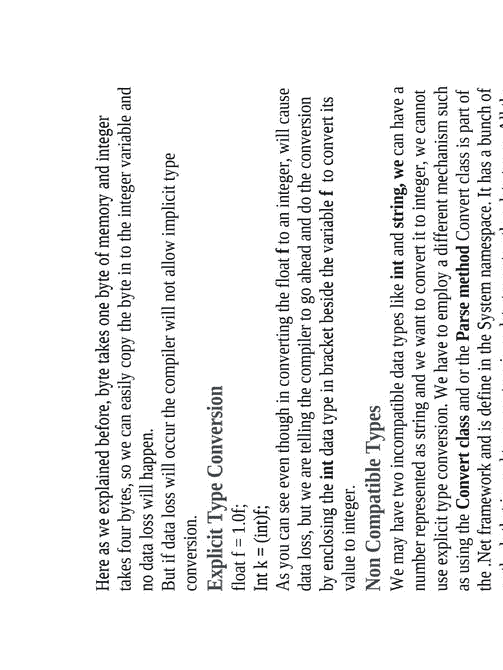 Here as we explained before, byte takes one byte of memory and integer
takes four bytes, so we can easily copy the byte in to the integer variable and
no data loss will happen.
But if data loss will occur the compiler will not allow implicit type
conversion.
Explicit Type Conversion
float f = 1.0f;
Int k = (int)f;
As you can see even though in converting the float f to an integer, will cause
data loss, but we are telling the compiler to go ahead and do the conversion
by enclosing the int data type in bracket beside the variable f to convert its
value to integer.
Non Compatible Types
We may have two incompatible data types like int and string, we can have a
number represented as string and we want to convert it to integer, we cannot
use explicit type conversion. We have to employ a different mechanism such
as using the Convert class and or the Parse method Convert class is part of
the .Net framework and is define in the System namespace. It has a bunch of